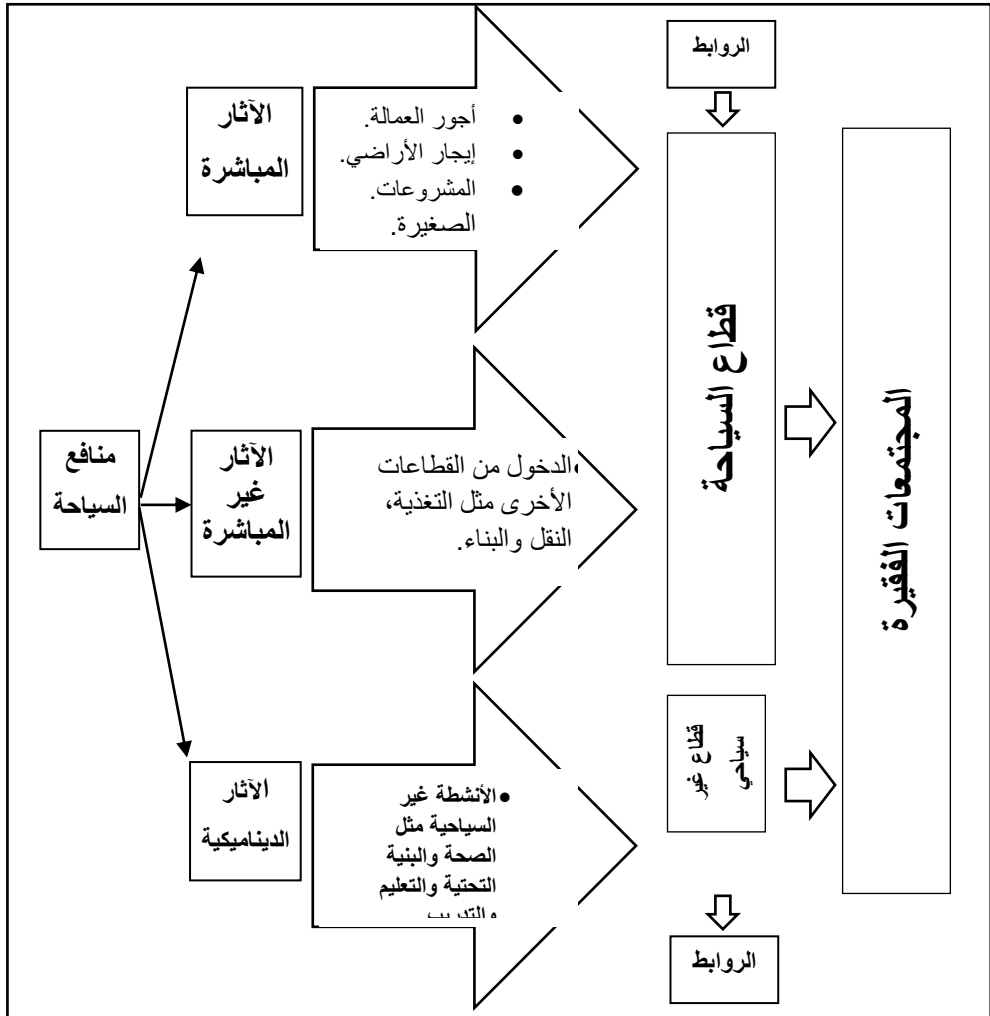 الروابط
الآثار
المباشرة
• أجور العمالة.
• إيجار الأراضي.
• المشروعات.
الصغيرة.
قطاع السياحة
المجتمعات الفقيرة
منافع
السياحة
الآثار
غير
المباشرة
•الدخول من القطاعات
الأخرى مثل التغذية،
النقل والبناء.
قطاع غير
سياحي
الآثار
الديناميكية
•الأنشطة غير
السياحية مثل
الصحة والبنية
التحتية والتعليم
والتدريب
الروابط